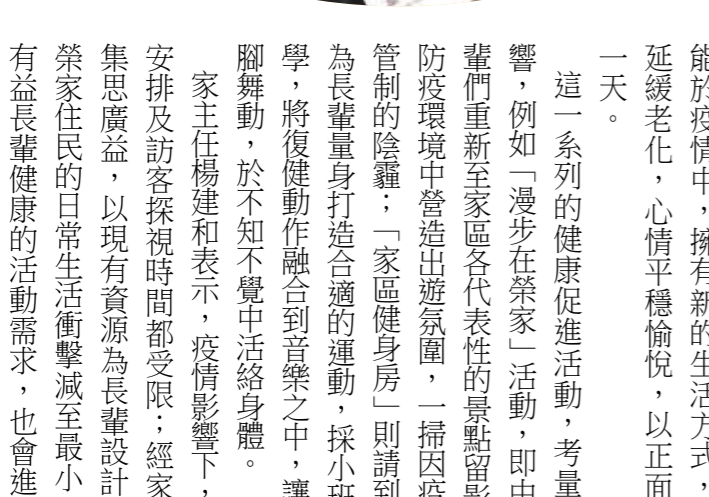 能於疫情中，擁有新的生活方式，
延緩老化，心情平穩愉悅，以正面
一天。
這一系列的健康促進活動，考量
響，例如「漫步在榮家」活動，即由
輩們重新至家區各代表性的景點留影
防疫環境中營造出遊氛圍，一掃因疫
管制的陰霾；「家區健身房」則請到
為長輩量身打造合適的運動，採小班
學，將復健動作融合到音樂之中，讓
腳舞動，於不知不覺中活絡身體。
家主任楊建和表示，疫情影響下，
安排及訪客探視時間都受限；經家
集思廣益，以現有資源為長輩設計
榮家住民的日常生活衝擊減至最小
有益長輩健康的活動需求，也會進